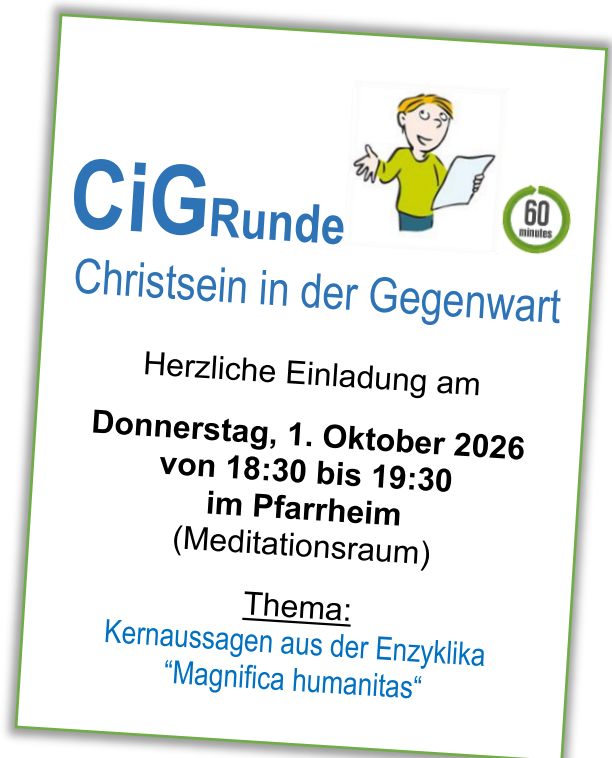 CiGRunde
60
minutes
Christsein in der Gegenwart
Herzliche Einladung am
Donnerstag, 1. Oktober 2026
von 18:30 bis 19:30
im Pfarrheim
(Meditationsraum)
Thema:
Kernaussagen aus der Enzyklika
“Magnifica humanitas“